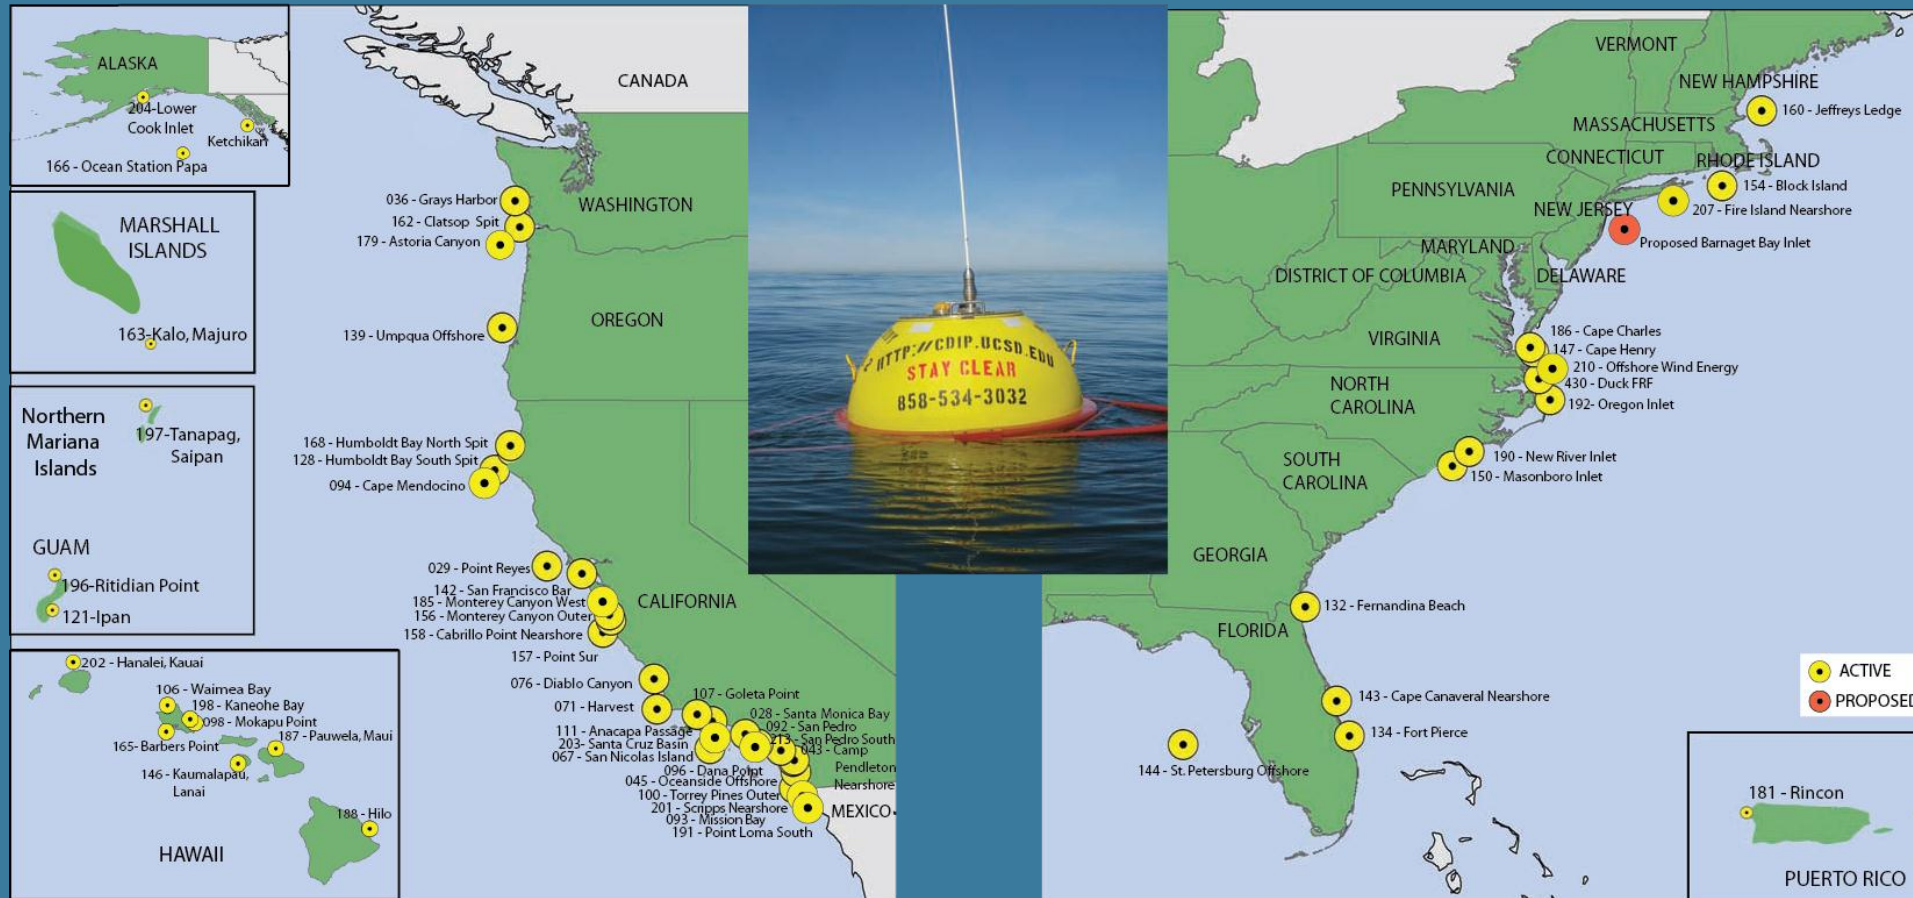 ALASKA
204-Lower
Cook Inlet
Ketchikan
166 - Ocean Station Papa
MARSHALL
ISLANDS
163-Kalo, Majuro
Northern
Mariana
Islands
197-Tanapag,
Saipan
GUAM
196-Ritidian Point
121-Ipan
202 - Hanalei, Kauai
106 - Waimea Bay
198 - Kaneohe Bay
098 - Mokapu Point
187 - Pauwela, Maui
165- Barbers Point
146 - Kaumalapau,
Lanai
188 - Hilo
HAWAII
CANADA
036 - Grays Harbor
WASHINGTON
162 - Clatsop Spit
179 - Astoria Canyon
139 - Umpqua Offshore
OREGON
168 - Humboldt Bay North Spit
128 - Humboldt Bay South Spit
094 - Cape Mendocino
029 - Point Reyes
142 - San Francisco Bar
185 - Monterey Canyon West
CALIFORNIA
156 - Monterey Canyon Outer
158 - Cabrillo Point Nearshore
157 - Point Sur
076 - Diablo Canyon
107 - Goleta Point
071 - Harvest
028 - Santa Monica Bay
092 - San Pedro
111 - Anacapa Passage
213 - San Pedro South
203- Santa Cruz Basin
043 - Camp
Pendleton
Nearshore
067 - San Nicolas Island
096 - Dana Point
045 - Oceanside Offshore
100 - Torrey Pines Outer
201 - Scripps Nearshore
093 - Mission Bay
191 - Point Loma South
MEXICO
HTTP://CDIP.UCSD.EDU
STAY CLEAR
858-534-3032
VERMONT
NEW HAMPSHIRE
160 - Jeffreys Ledge
MASSACHUSETTS
CONNECTICUT
RHODE ISLAND
154 - Block Island
PENNSYLVANIA
207 - Fire Island Nearshore
NEW JERSEY
Proposed Barnaget Bay Inlet
MARYLAND
DISTRICT OF COLUMBIA
DELAWARE
VIRGINIA
186 - Cape Charles
147 - Cape Henry
210 - Offshore Wind Energy
430 - Duck FRF
192- Oregon Inlet
NORTH
CAROLINA
190 - New River Inlet
150 - Masonboro Inlet
SOUTH
CAROLINA
GEORGIA
132 - Fernandina Beach
FLORIDA
143 - Cape Canaveral Nearshore
134 - Fort Pierce
144 - St. Petersburg Offshore
ACTIVE
PROPOSED
181 - Rincon
PUERTO RICO